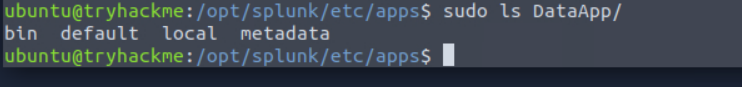 ubuntu@tryhackme:/opt/splunk/etc/apps$ sudo ls DataApp/
bin  default  local  metadata
ubuntu@tryhackme:/opt/splunk/etc/apps$